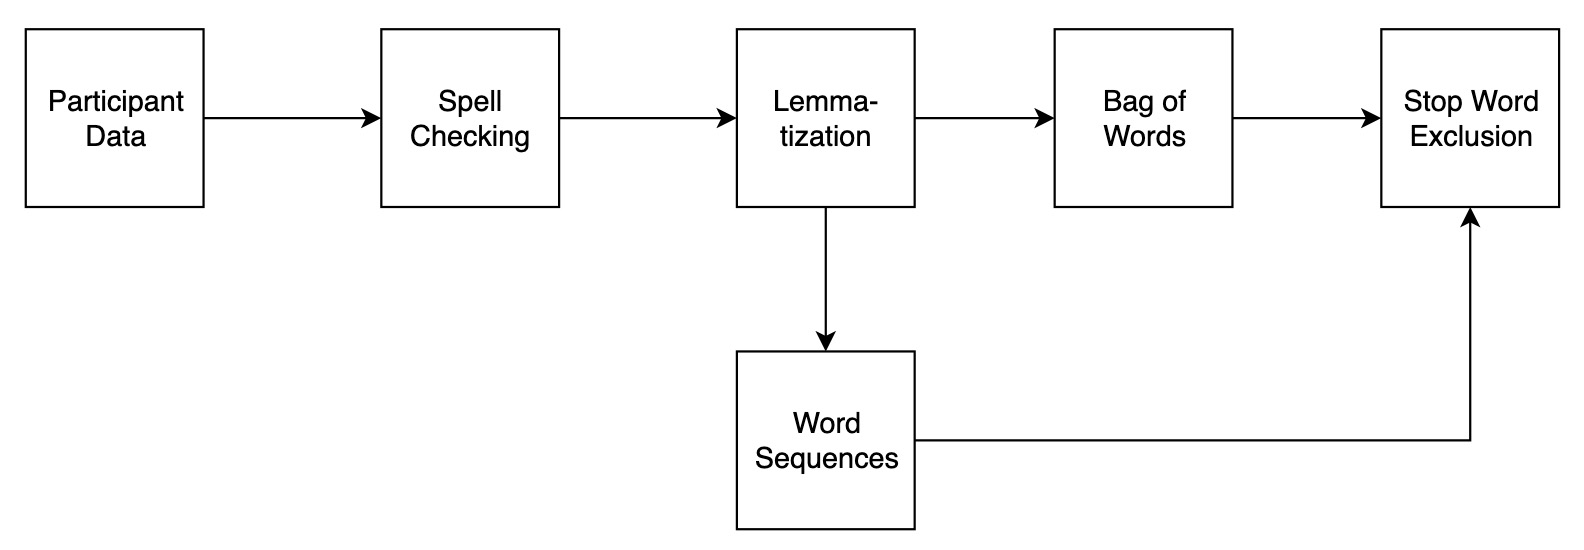 Participant
Data
Spell
Checking
Lemma-
tization
Bag of
Words
Stop Word
Exclusion
Word
Sequences